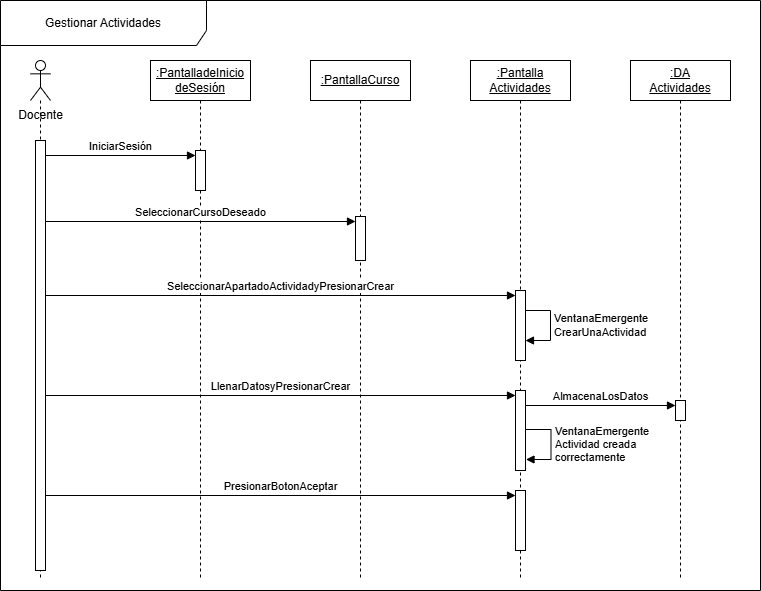 Gestionar Actividades
Docente
:PantalladeInicio
deSesión
:PantallaCurso
:Pantalla
Actividades
:DA
Actividades
IniciarSesión
SeleccionarCursoDeseado
SeleccionarApartadoActividadyPresionarCrear
VentanaEmergente
CrearUnaActividad
LlenarDatosyPresionarCrear
AlmacenaLosDatos
VentanaEmergente
Actividad creada
correctamente
PresionarBotonAceptar